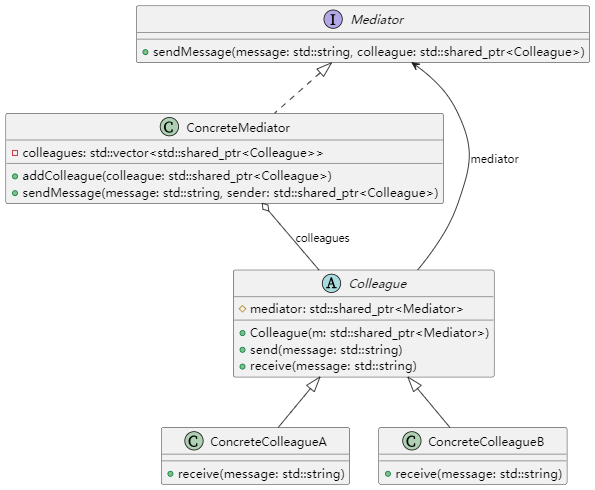 I Mediator
sendMessage(message: std::string, colleague: std::shared_ptr<Colleague>)
C ConcreteMediator
colleagues: std::vector<std::shared_ptr<Colleague>>
addColleague(colleague: std::shared_ptr<Colleague>)
sendMessage(message: std::string, sender: std::shared_ptr<Colleague>)
mediator
colleagues
A Colleague
mediator: std::shared_ptr<Mediator>
Colleague(m: std::shared_ptr<Mediator>)
send(message: std::string)
receive(message: std::string)
C ConcreteColleagueA
receive(message: std::string)
C ConcreteColleagueB
receive(message: std::string)